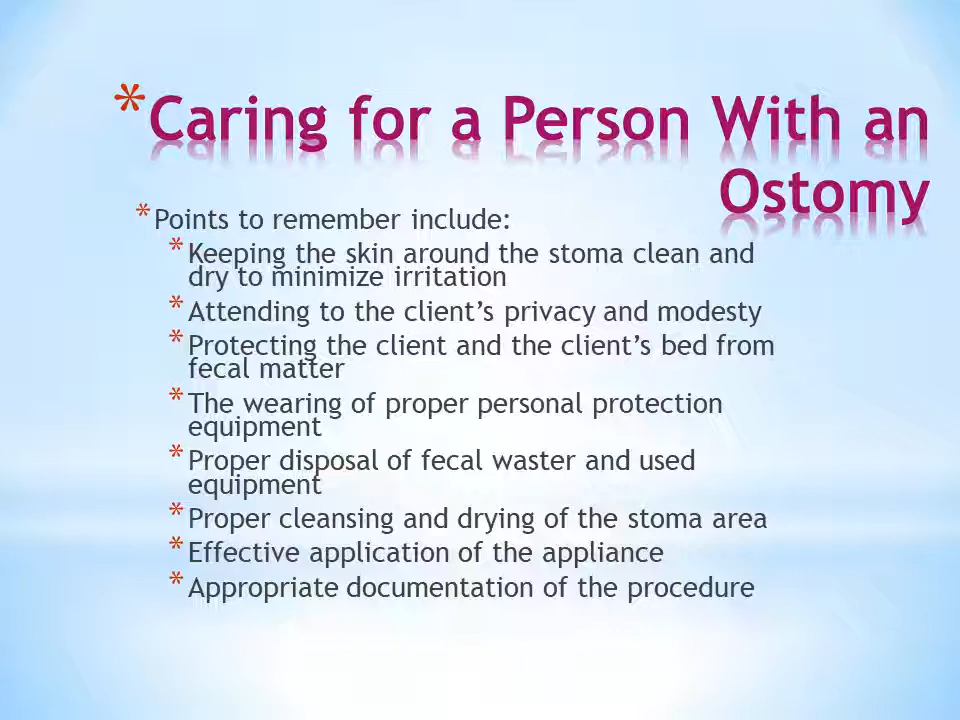 *Caring for a Person With an
Ostomy
*Points to remember include:
*Keeping the skin around the stoma clean and
dry to minimize irritation
*Attending to the client’s privacy and modesty
*Protecting the client and the client’s bed from
fecal matter
*The wearing of proper personal protection
equipment
*Proper disposal of fecal waster and used
equipment
*Proper cleansing and drying of the stoma area
*Effective application of the appliance
*Appropriate documentation of the procedure